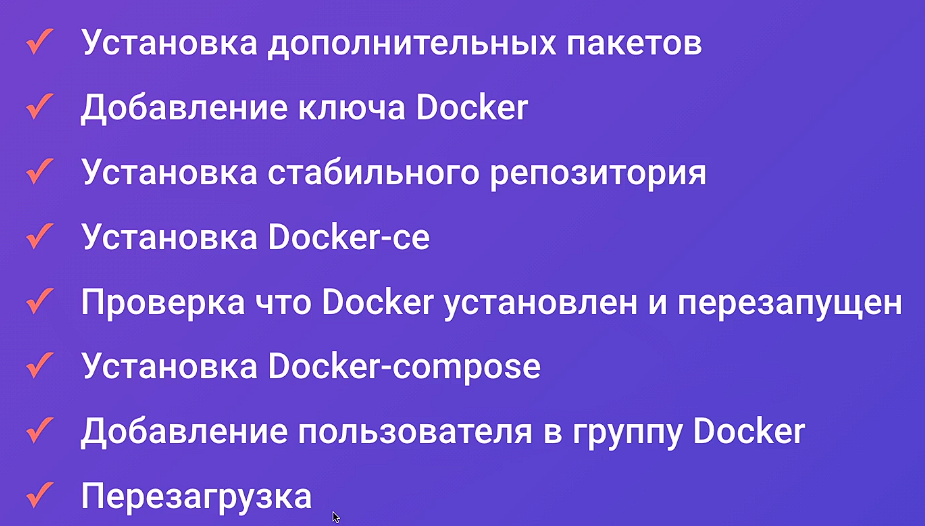 Установка дополнительных пакетов
Добавление ключа Docker
Установка стабильного репозитория
Установка Docker-ce
Проверка что Docker установлен и перезапущен
Установка Docker-compose
Добавление пользователя в группу Docker
Перезагрузка